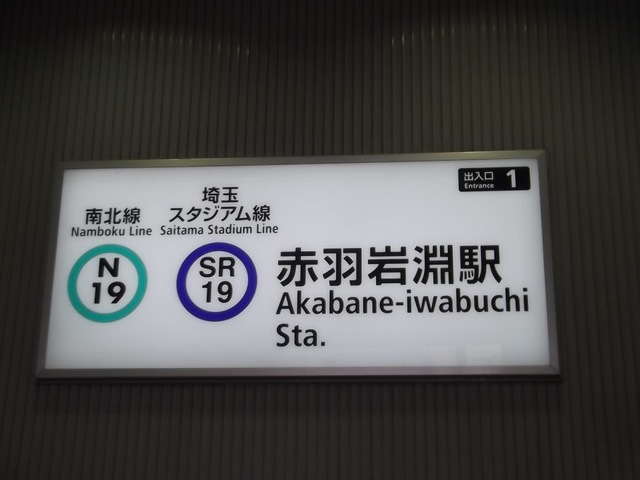 出入口
Entrance
1
南北線
Namboku Line
N
19
埼玉
スタジアム線
Saitama Stadium Line
SR
19
赤羽岩淵駅
Akabane-iwabuchi
Sta.